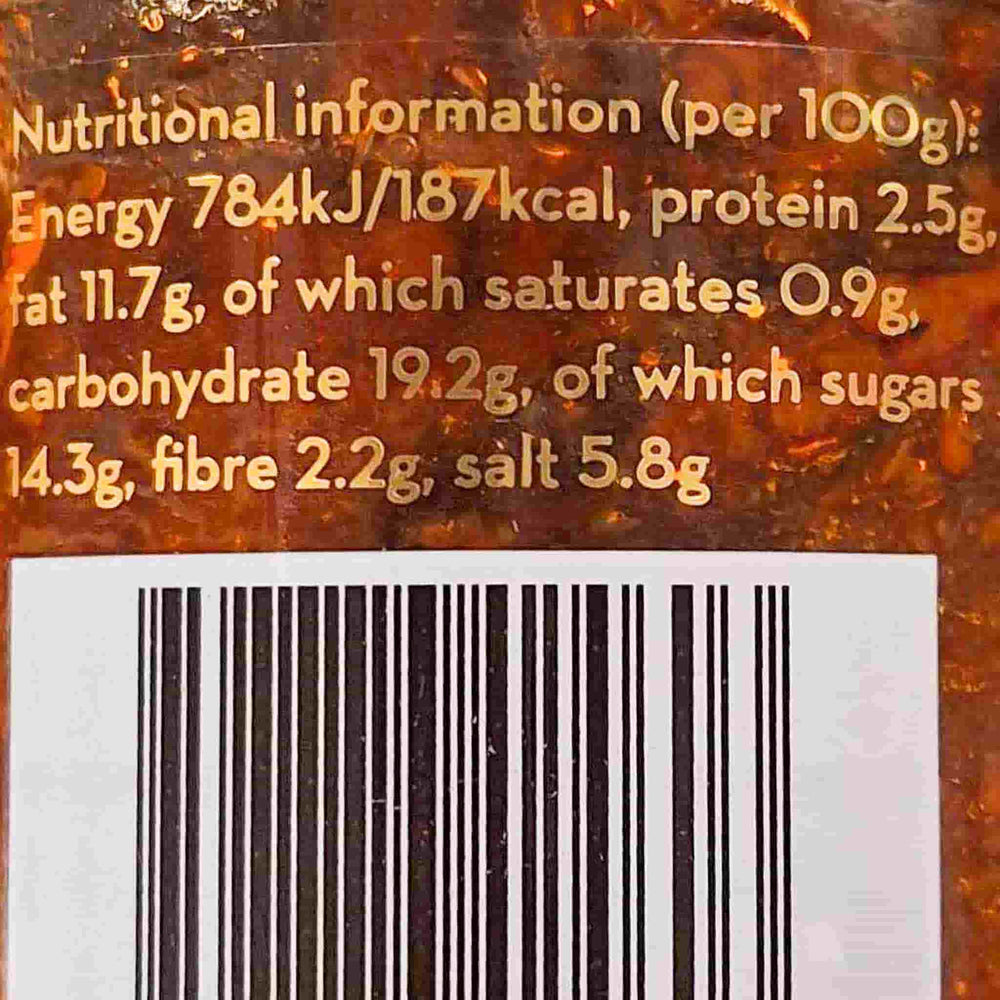 Nutritional information (per 100g):
Energy 784kJ/187kcal, protein 2.5g,
fat 11.7g, of which saturates 0.9g,
carbohydrate 19.2g, of which sugars
14.3g, fibre 2.2g, salt 5.8g